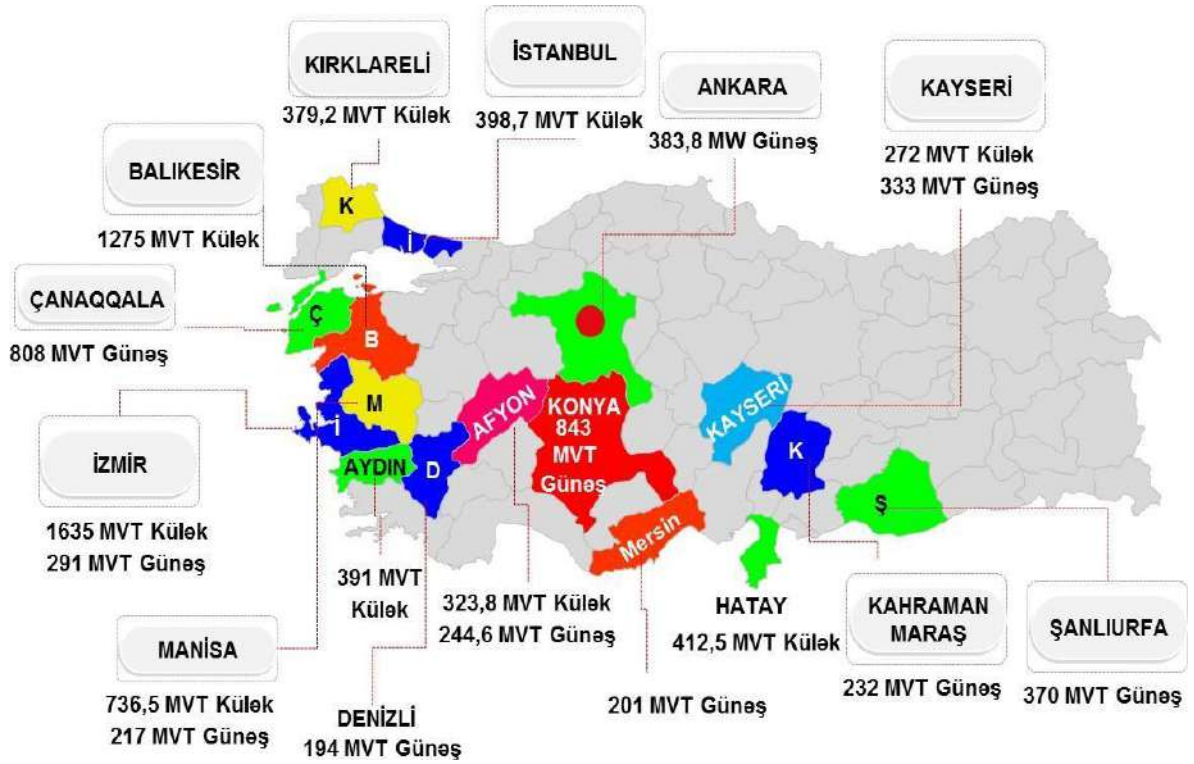 KIRKLARELİ
379,2 MVT Külək
İSTANBUL
398,7 MVT Külək
ANKARA
383,8 MW Günəş
KAYSERİ
272 MVT Külək
333 MVT Günəş
BALIKESİR
1275 MVT Külək
ÇANAQQALA
808 MVT Günəş
İZMİR
1635 MVT Külək
291 MVT Günəş
MANİSA
736,5 MVT Külək
217 MVT Günəş
K
İ
Ç
B
M
İ
AYDIN
D
AFYON
KONYA
843
MVT
Günəş
KAYSERİ
K
Ş
Mersin
391 MVT
Külək
DENİZLİ
194 MVT Günəş
323,8 MVT Külək
244,6 MVT Günəş
201 MVT Günəş
HATAY
412,5 MVT Külək
KAHRAMAN
MARAŞ
232 MVT Günəş
ŞANLIURFA
370 MVT Günəş